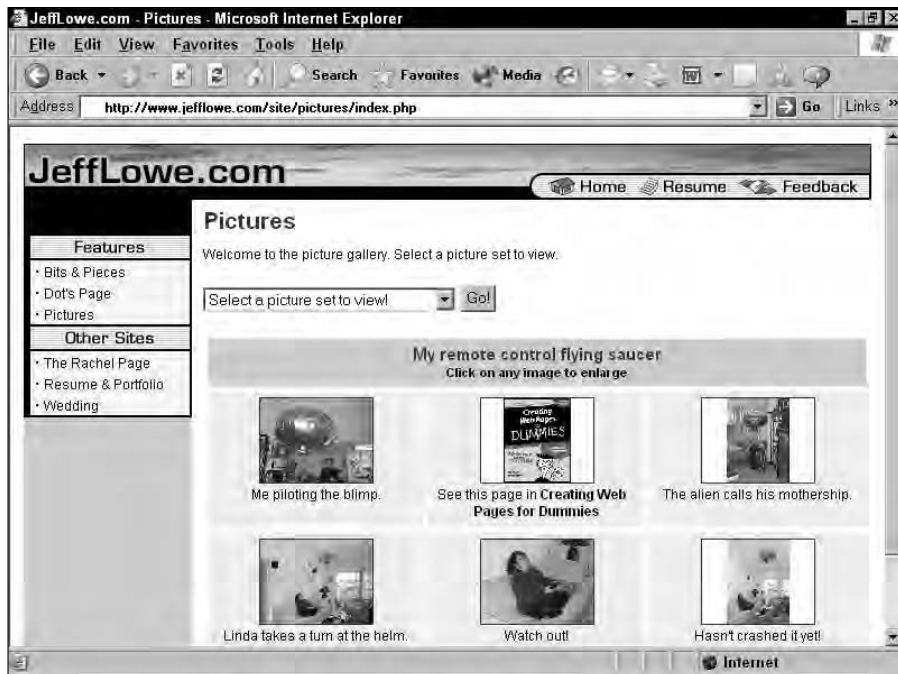 JeffLowe.com - Pictures - Microsoft Internet Explorer
File Edit View Favorites Tools Help
Back Search Favorites Media
Address http://www.jefflowe.com/site/pictures/index.php Go Links »
JeffLowe.com
Home Resume Feedback
Pictures
Features
Welcome to the picture gallery. Select a picture set to view.
· Bits & Pieces
· Dot's Page
· Pictures
Select a picture set to view! Go!
Other Sites
· The Rachel Page
· Resume & Portfolio
· Wedding
My remote control flying saucer
Click on any image to enlarge
Creating
Web Pages
DUMMIES
Me piloting the blimp.
See this page in Creating Web
Pages for Dummies
The alien calls his mothership.
Linda takes a turn at the helm.
Watch out!
Hasn't crashed it yet!
Internet